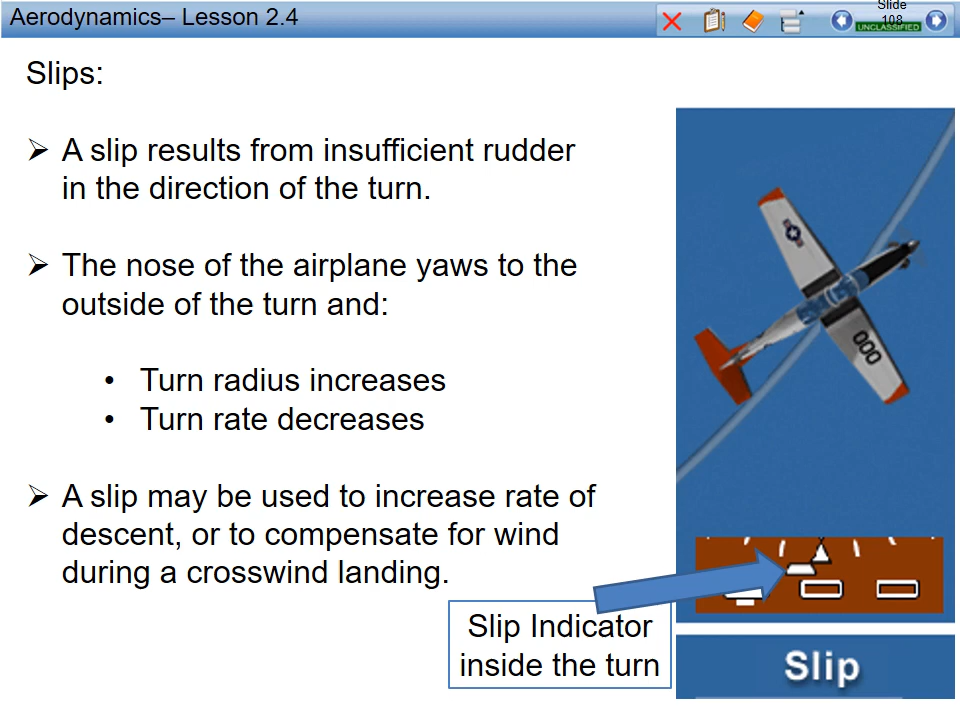 Aerodynamics– Lesson 2.4
Slide
108
UNCLASSIFIED
Slips:
➢ A slip results from insufficient rudder
in the direction of the turn.
➢ The nose of the airplane yaws to the
outside of the turn and:
• Turn radius increases
• Turn rate decreases
➢ A slip may be used to increase rate of
descent, or to compensate for wind
during a crosswind landing.
000
Slip Indicator
inside the turn
Slip